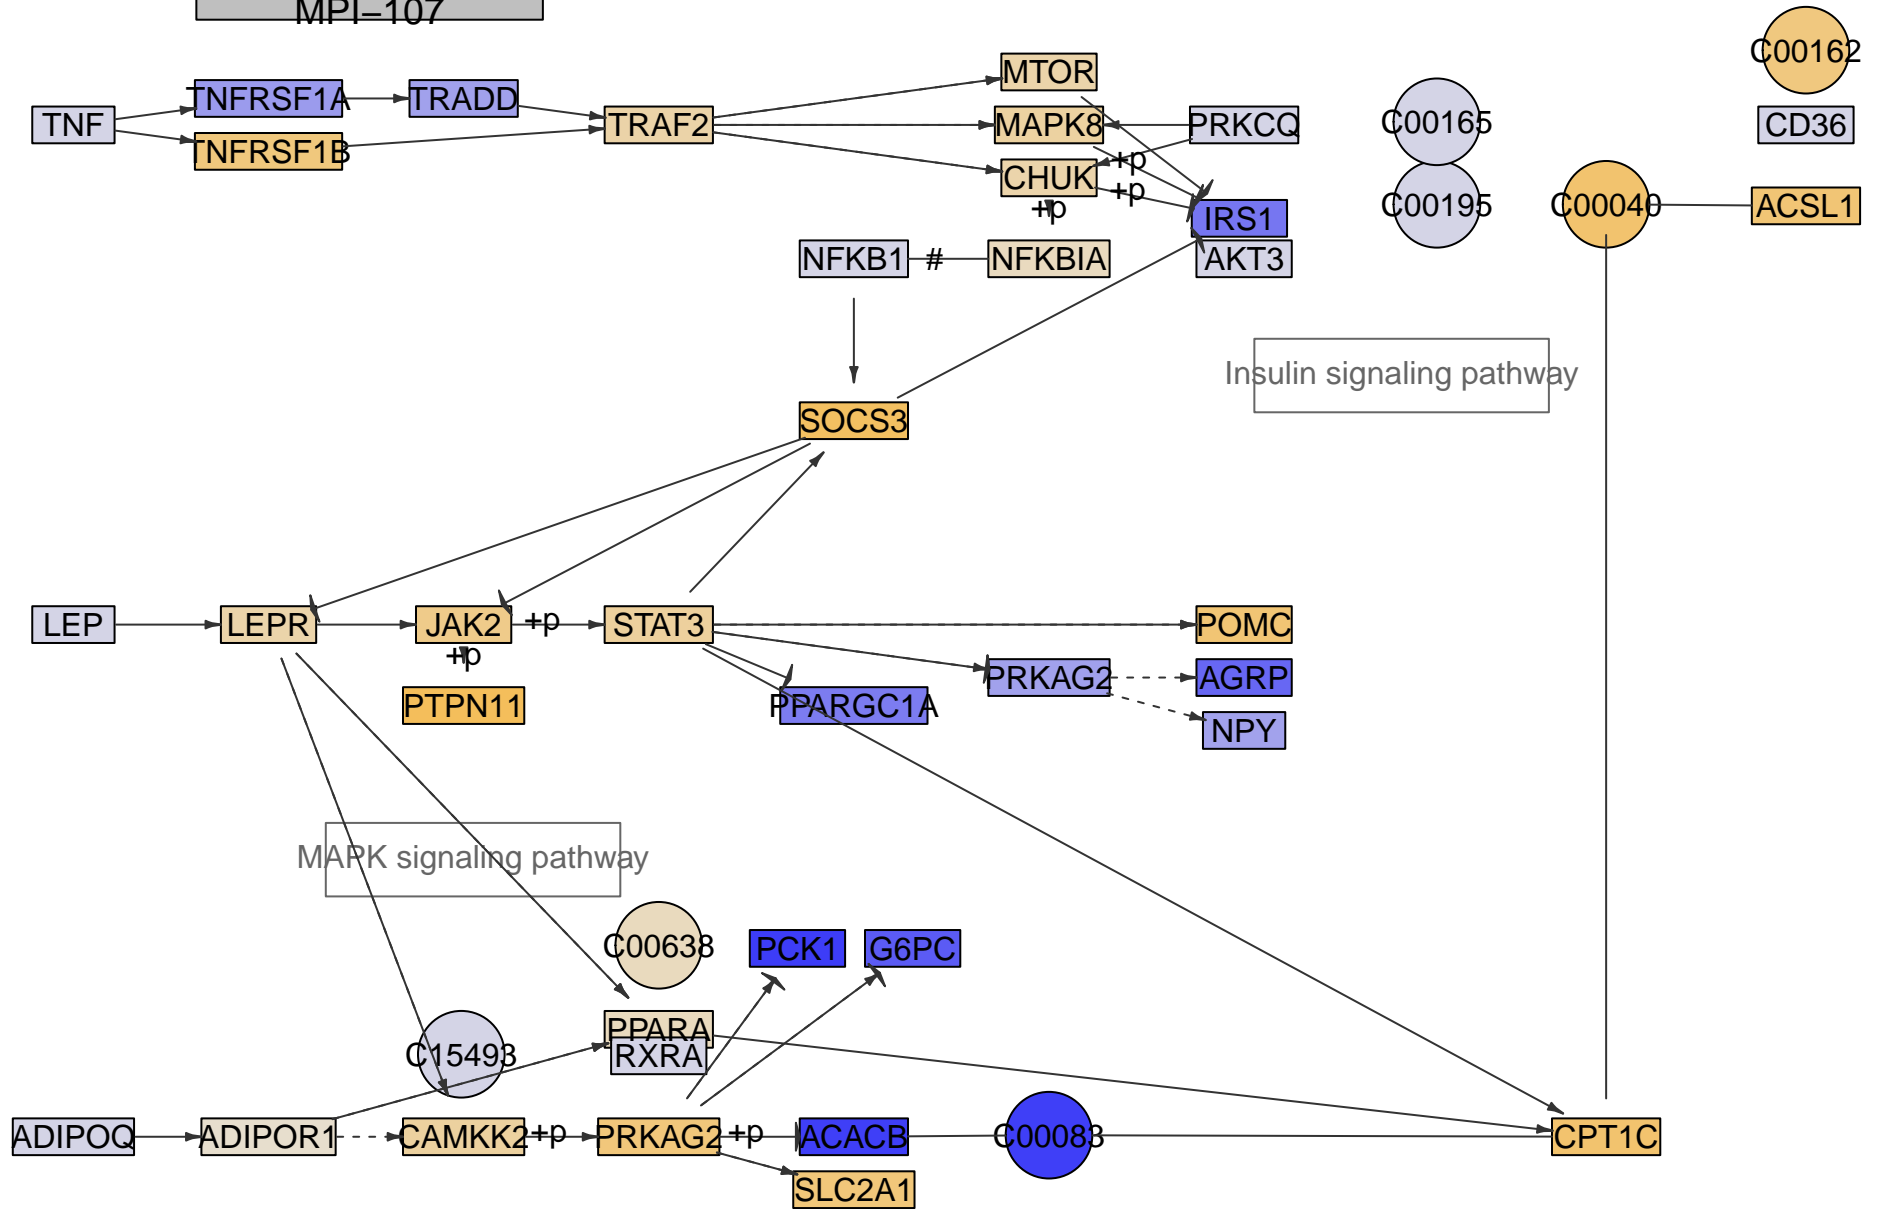 MPI–107
C00162
TNF
TNFRSF1A
TRADD
TNFRSF1B
TRAF2
MTOR
MAPK8
PRKCQ
+p
CHUK
+p
+p
IRS1
C00165
C00195
C00040
CD36
ACSL1
NFKB1
#
NFKBIA
AKT3
Insulin signaling pathway
SOCS3
LEP
LEPR
JAK2
+p
STAT3
POMC
+p
PTPN11
PPARGC1A
PRKAG2
AGRP
NPY
MAPK signaling pathway
C00638
PCK1
G6PC
C15493
PPARA
RXRA
ADIPOQ
ADIPOR1
CAMKK2
+p
PRKAG2
+p
ACACB
C00083
CPT1C
SLC2A1